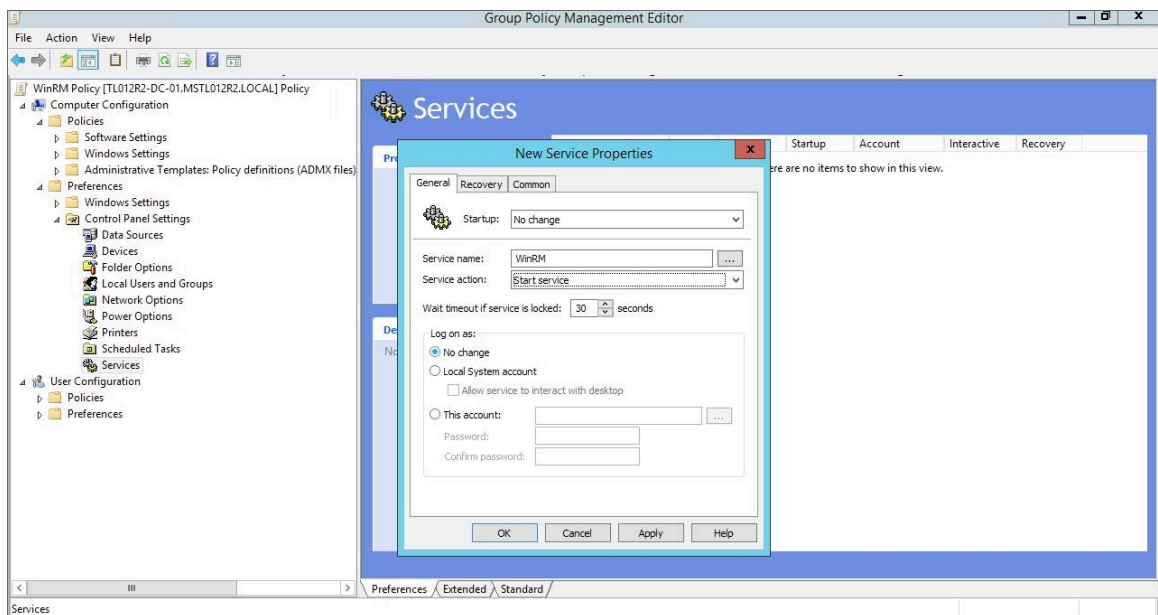 Group Policy Management Editor
File Action View Help
WinRM Policy [TL012R2-DC-01.MSTL012R2.LOCAL] Policy
Computer Configuration
Policies
Software Settings
Windows Settings
Administrative Templates: Policy definitions (ADMX files)
Preferences
Windows Settings
Control Panel Settings
Data Sources
Devices
Folder Options
Local Users and Groups
Network Options
Power Options
Printers
Scheduled Tasks
Services
User Configuration
Policies
Preferences
Services
Startup Account Interactive Recovery
ere are no items to show in this view.
Pr
De
No
New Service Properties
General Recovery Common
Startup: No change
Service name: WinRM ...
Service action: Start service
Wait timeout if service is locked: 30 seconds
Log on as:
No change
Local System account
Allow service to interact with desktop
This account: ...
Password:
Confirm password:
OK Cancel Apply Help
Preferences Extended Standard
Services